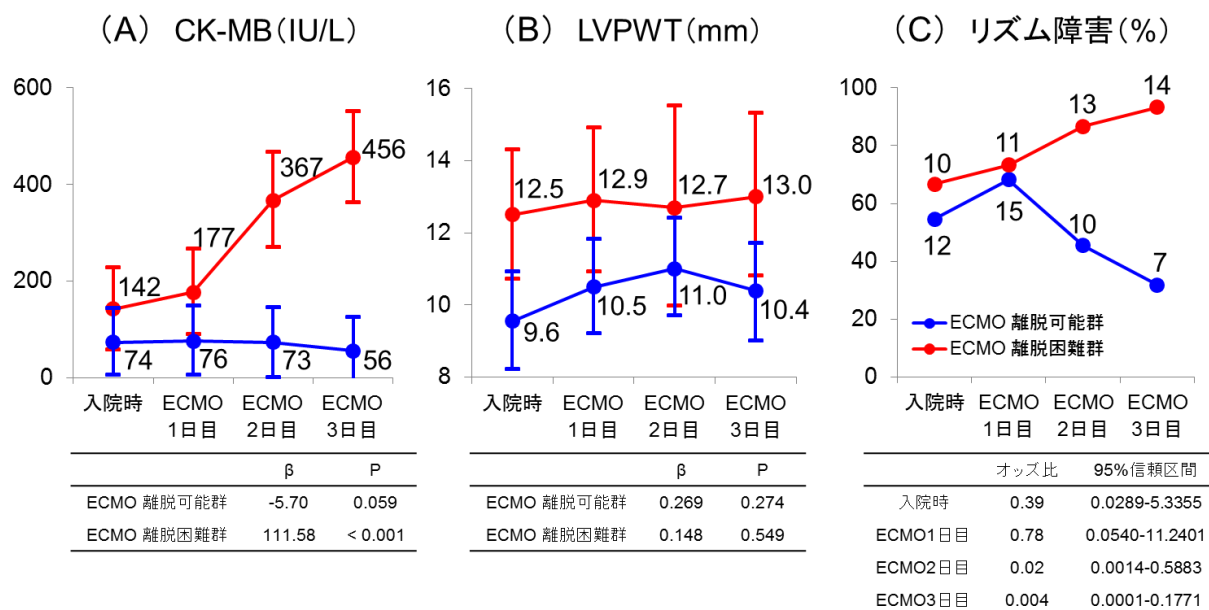 (A) CK-MB(IU/L)
600
400
200
0
142
177
367
456
74
76
73
56
入院時
ECMO
1日目
ECMO
2日目
ECMO
3日目
β P
ECMO 離脱可能群 -5.70 0.059
ECMO 離脱困難群 111.58 < 0.001
(B) LVPWT(mm)
16
14
12
10
8
12.5
12.9
12.7
13.0
9.6
10.5
11.0
10.4
入院時
ECMO
1日目
ECMO
2日目
ECMO
3日目
β P
ECMO 離脱可能群 0.269 0.274
ECMO 離脱困難群 0.148 0.549
(C) リズム障害(%)
100
80
60
40
20
0
10
11
13
14
12
15
10
7
ECMO 離脱可能群
ECMO 離脱困難群
入院時
ECMO
1日目
ECMO
2日目
ECMO
3日目
オッズ比 95%信頼区間
入院時 0.39 0.0289-5.3355
ECMO1日目 0.78 0.0540-11.2401
ECMO2日目 0.02 0.0014-0.5883
ECMO3日目 0.004 0.0001-0.1771